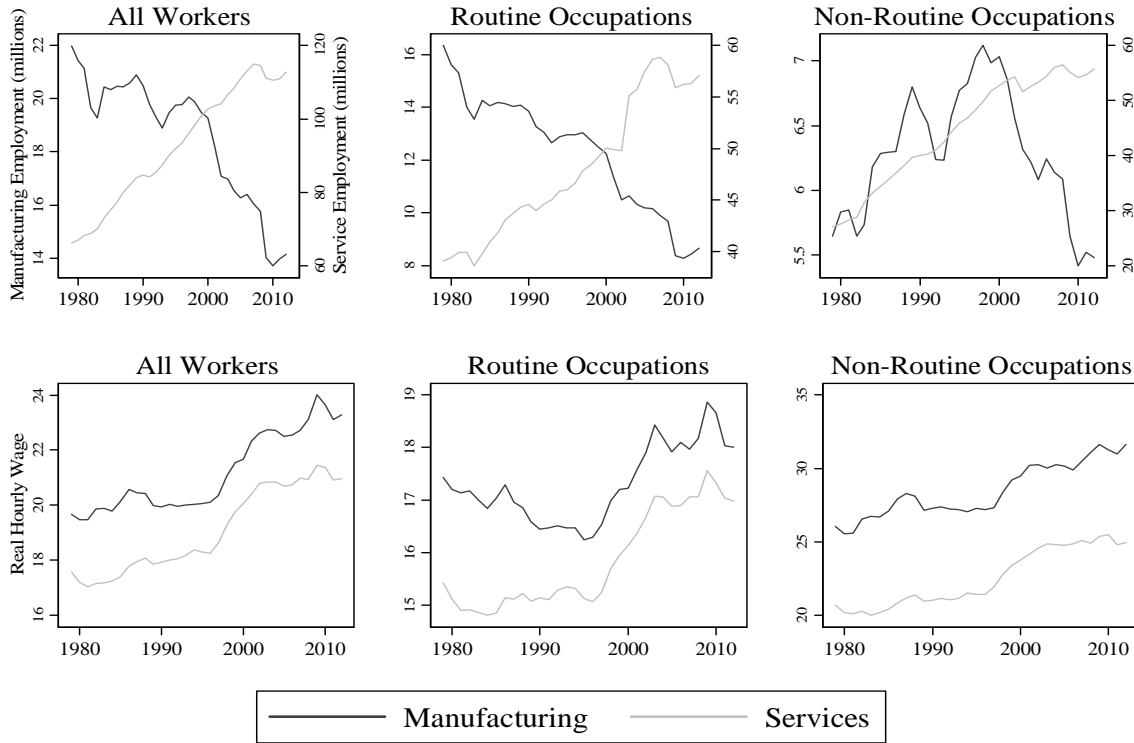 All Workers
Routine Occupations
Non-Routine Occupations
Manufacturing Employment (millions)
22
20
18
16
14
120
100
80
60
Service Employment (millions)
1980 1990 2000 2010
16
14
12
10
8
60
55
50
45
40
1980 1990 2000 2010
7
6.5
6
5.5
60
50
40
30
20
1980 1990 2000 2010
All Workers
Routine Occupations
Non-Routine Occupations
Real Hourly Wage
24
22
20
18
16
1980 1990 2000 2010
19
18
17
16
15
1980 1990 2000 2010
35
30
25
20
1980 1990 2000 2010
Manufacturing Services